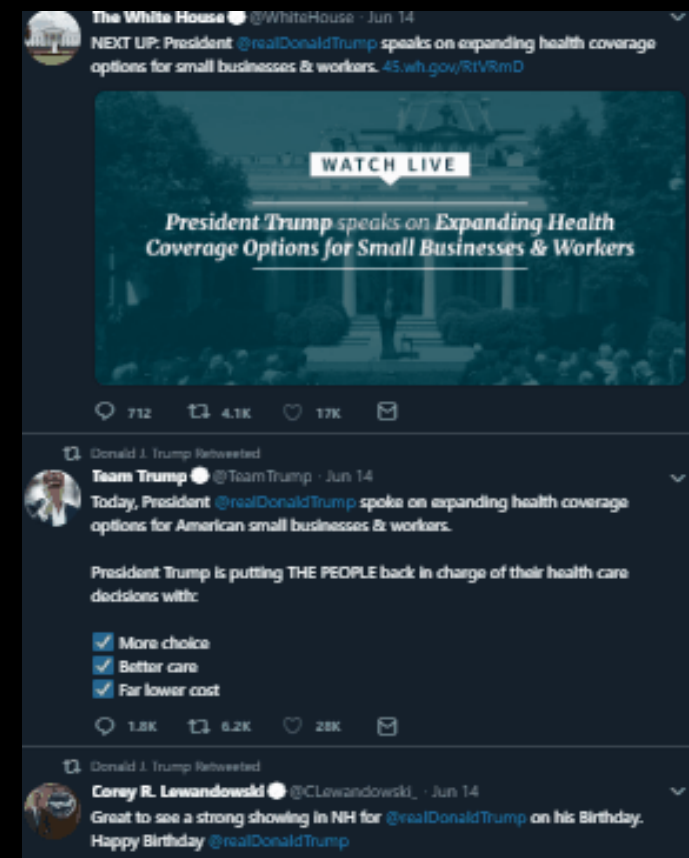 The White House @WhiteHouse · Jun 14
NEXT UP: President @realDonaldTrump speaks on expanding health coverage
options for small businesses & workers. 45.wh.gov/RtVRmD
WATCH LIVE
President Trump speaks on Expanding Health
Coverage Options for Small Businesses & Workers
712 4.1K 17K
Donald J. Trump Retweeted
Team Trump @TeamTrump · Jun 14
Today, President @realDonaldTrump spoke on expanding health coverage
options for American small businesses & workers.
President Trump is putting THE PEOPLE back in charge of their health care
decisions with:
More choice
Better care
Far lower cost
1.8K 6.2K 28K
Donald J. Trump Retweeted
Corey R. Lewandowski @CLewandowski_ · Jun 14
Great to see a strong showing in NH for @realDonaldTrump on his Birthday.
Happy Birthday @realDonaldTrump